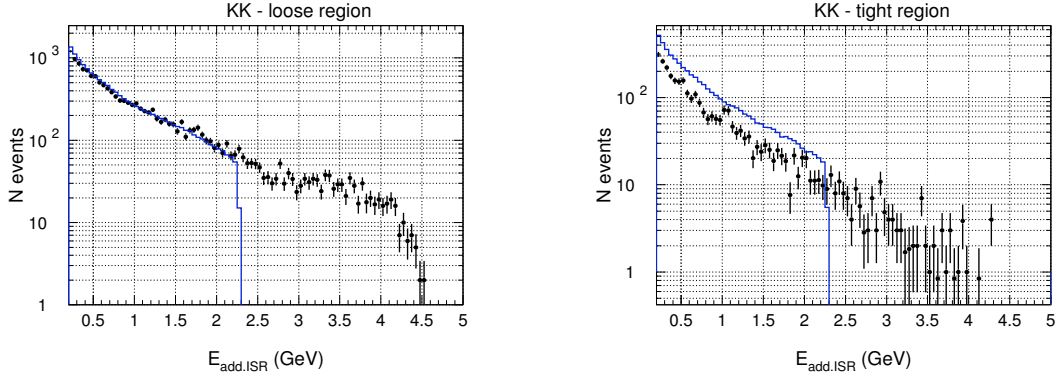 KK - loose region
N events
10³
10²
10
1
0.5 1 1.5 2 2.5 3 3.5 4 4.5 5
E_add.ISR (GeV)
KK - tight region
N events
10²
10
1
0.5 1 1.5 2 2.5 3 3.5 4 4.5 5
E_add.ISR (GeV)